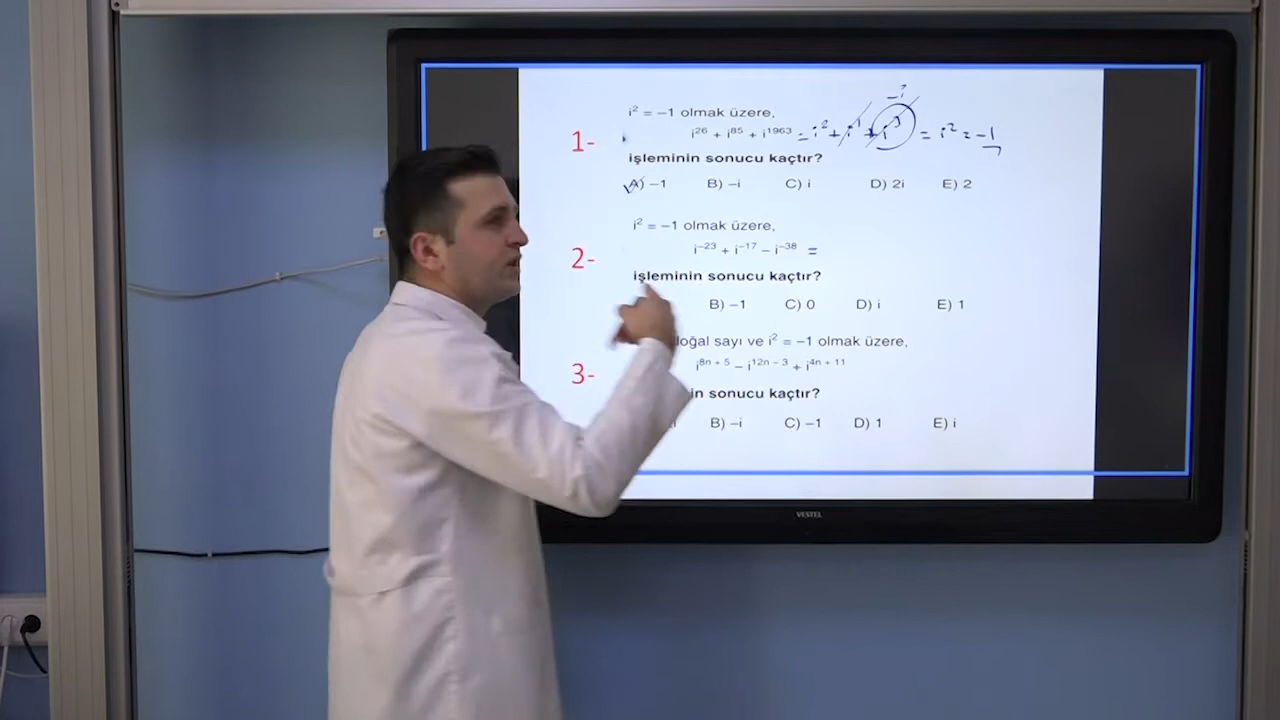 i² = −1 olmak üzere,
1- i²⁶ + i⁸⁵ + i¹⁹⁶³ = i² + i¹ + i³ = i² = −1
−i
işleminin sonucu kaçtır?
A) −1 B) −i C) i D) 2i E) 2
i² = −1 olmak üzere,
2- i⁻²³ + i⁻¹⁷ − i⁻³⁸ =
işleminin sonucu kaçtır?
B) −1 C) 0 D) i E) 1
doğal sayı ve i² = −1 olmak üzere,
3- i⁸ⁿ ⁺ ⁵ − i¹²ⁿ ⁻ ³ + i⁴ⁿ ⁺ ¹¹
in sonucu kaçtır?
B) −i C) −1 D) 1 E) i
VESTEL